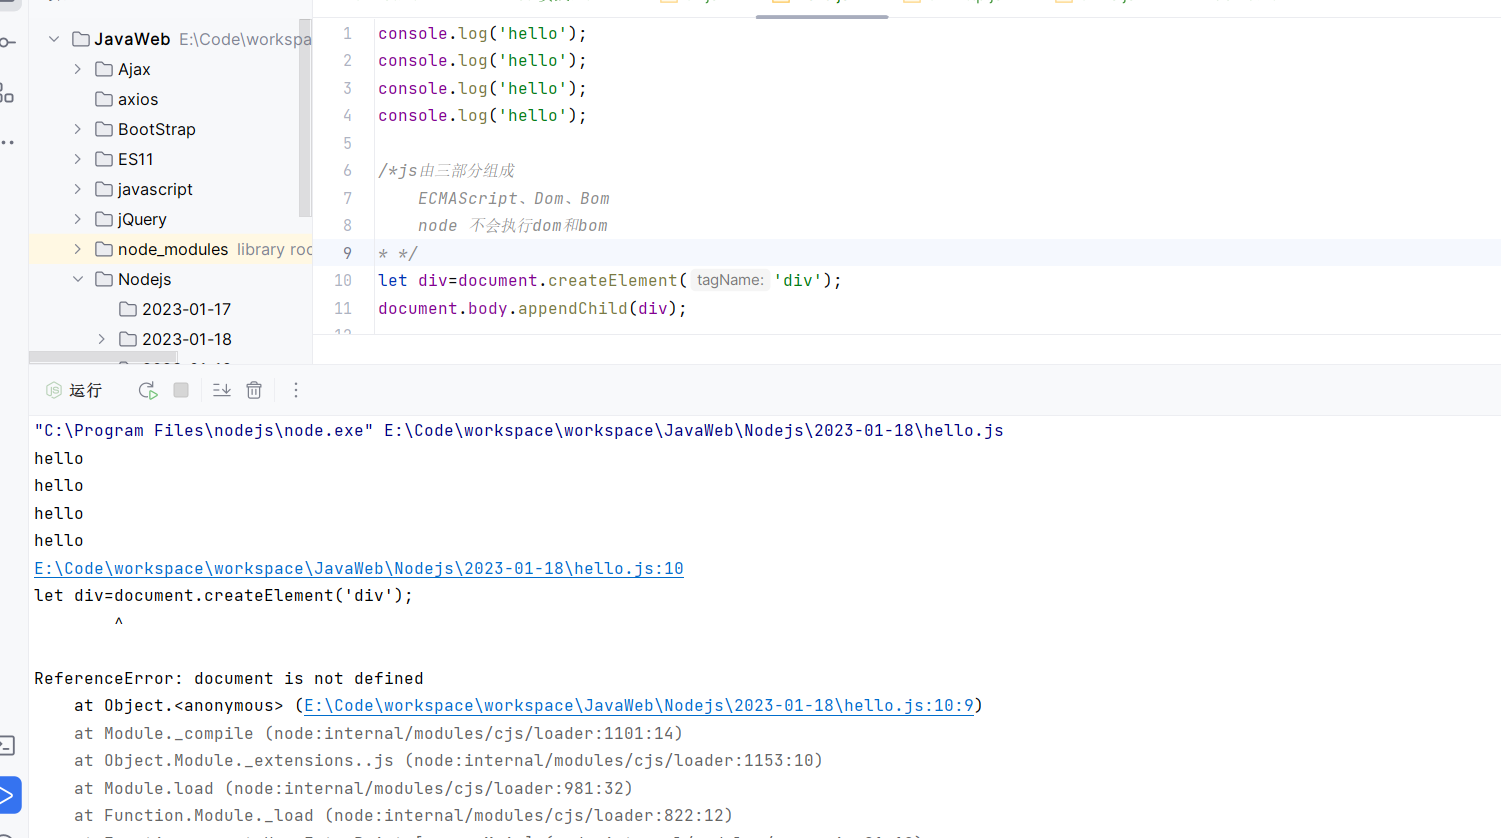 JavaWeb E:\Code\workspa
Ajax
axios
BootStrap
ES11
javascript
jQuery
node_modules library roo
Nodejs
2023-01-17
2023-01-18
1 console.log('hello');
2 console.log('hello');
3 console.log('hello');
4 console.log('hello');
5
6 /*js由三部分组成
7 ECMAScript、Dom、Bom
8 node 不会执行dom和bom
9 * */
10 let div=document.createElement( tagName: 'div');
11 document.body.appendChild(div);
运行
"C:\Program Files\nodejs\node.exe" E:\Code\workspace\workspace\JavaWeb\Nodejs\2023-01-18\hello.js
hello
hello
hello
hello
E:\Code\workspace\workspace\JavaWeb\Nodejs\2023-01-18\hello.js:10
let div=document.createElement('div');
^
ReferenceError: document is not defined
at Object.<anonymous> (E:\Code\workspace\workspace\JavaWeb\Nodejs\2023-01-18\hello.js:10:9)
at Module._compile (node:internal/modules/cjs/loader:1101:14)
at Object.Module._extensions..js (node:internal/modules/cjs/loader:1153:10)
at Module.load (node:internal/modules/cjs/loader:981:32)
at Function.Module._load (node:internal/modules/cjs/loader:822:12)